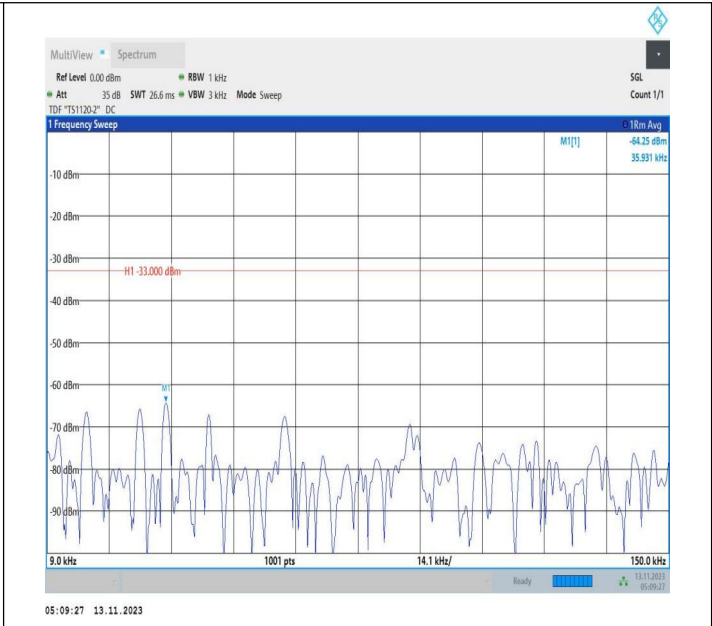 MultiView Spectrum
Ref Level 0.00 dBm RBW 1 kHz SGL
Att 35 dB SWT 26.6 ms VBW 3 kHz Mode Sweep Count 1/1
TDF "TS1120-2" DC
1 Frequency Sweep 1Rm Avg
M1[1] -64.25 dBm
35.931 kHz
-10 dBm
-20 dBm
-30 dBm
H1 -33.000 dBm
-40 dBm
-50 dBm
-60 dBm
M1
-70 dBm
-80 dBm
-90 dBm
9.0 kHz 1001 pts 14.1 kHz/ 150.0 kHz
Ready 13.11.2023
05:09:27
05:09:27 13.11.2023